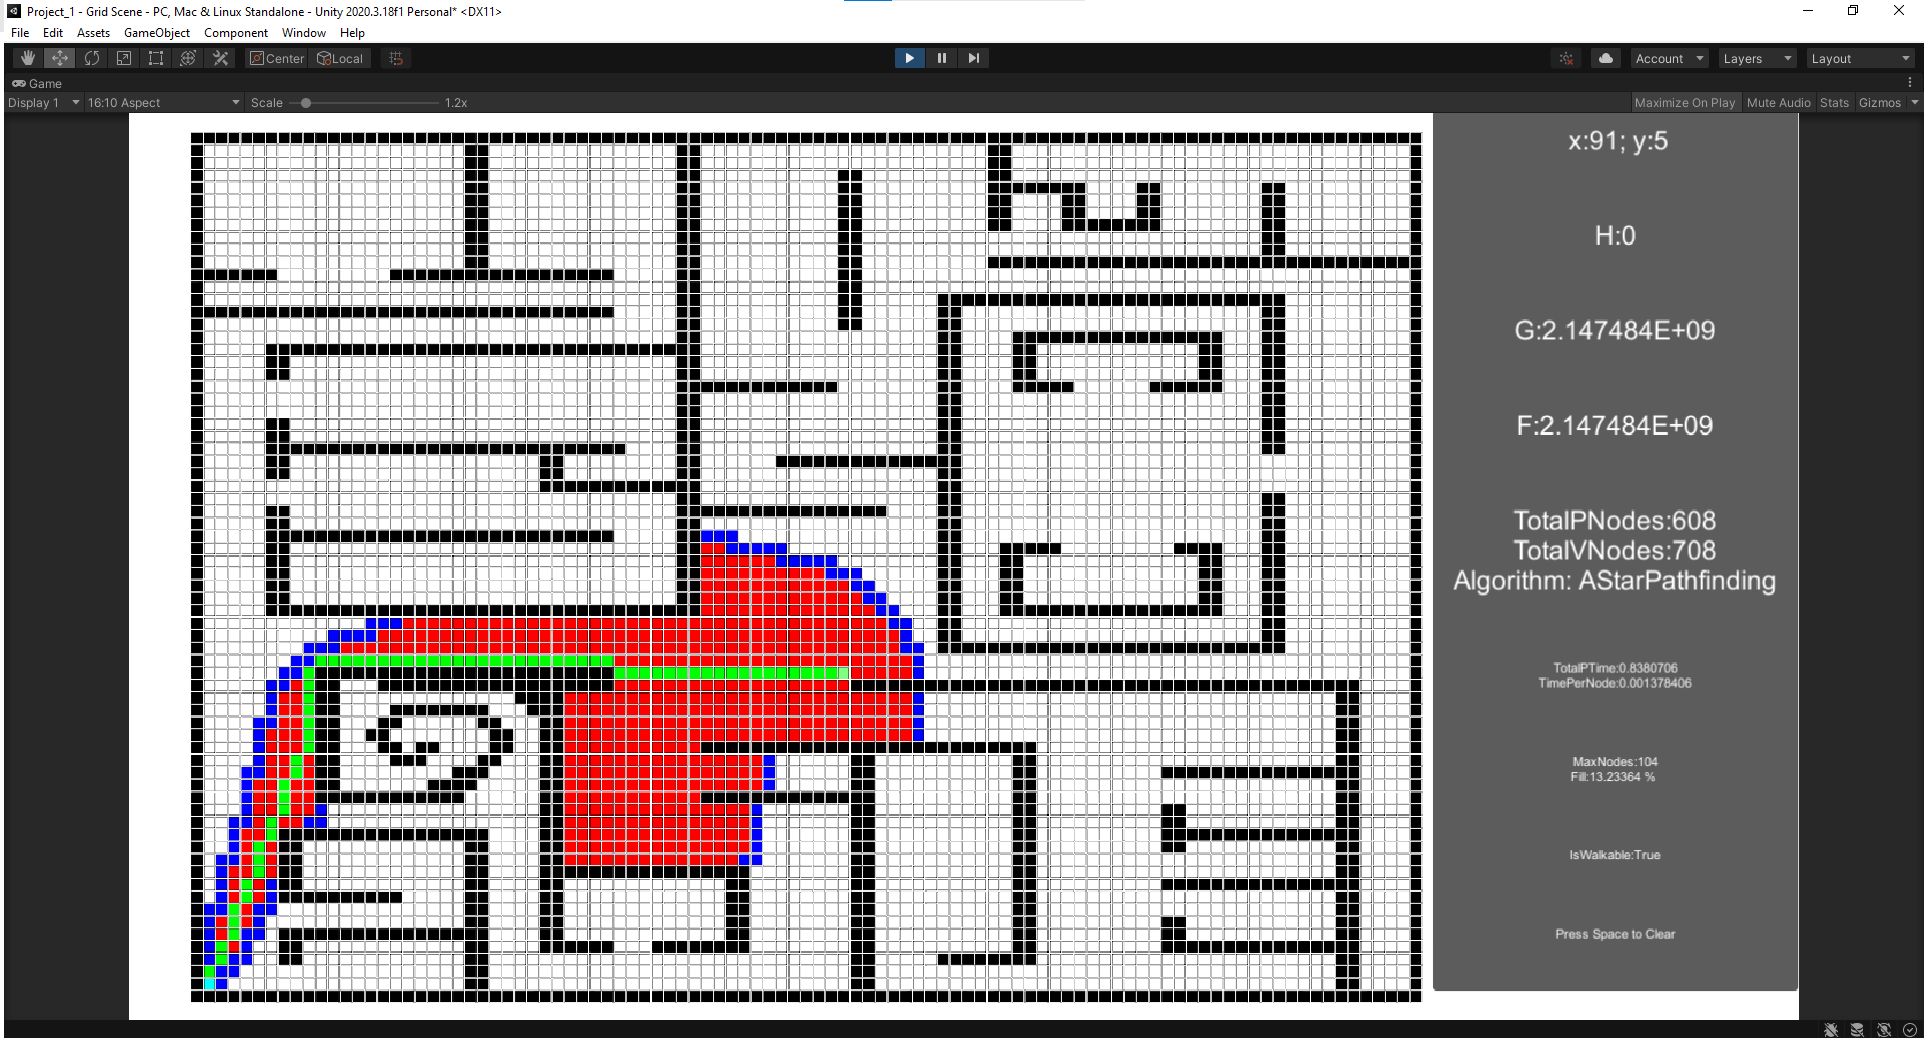 Project_1 - Grid Scene - PC, Mac & Linux Standalone - Unity 2020.3.18f1 Personal* <DX11>
File Edit Assets GameObject Component Window Help
Center Local Account Layers Layout
Game
Display 1 16:10 Aspect Scale 1.2x Maximize On Play Mute Audio Stats Gizmos
x:91; y:5
H:0
G:2.147484E+09
F:2.147484E+09
TotalPNodes:608
TotalVNodes:708
Algorithm: AStarPathfinding
TotalPTime:0.8380706
TimePerNode:0.001378406
MaxNodes:104
Fill:13.23364 %
IsWalkable:True
Press Space to Clear